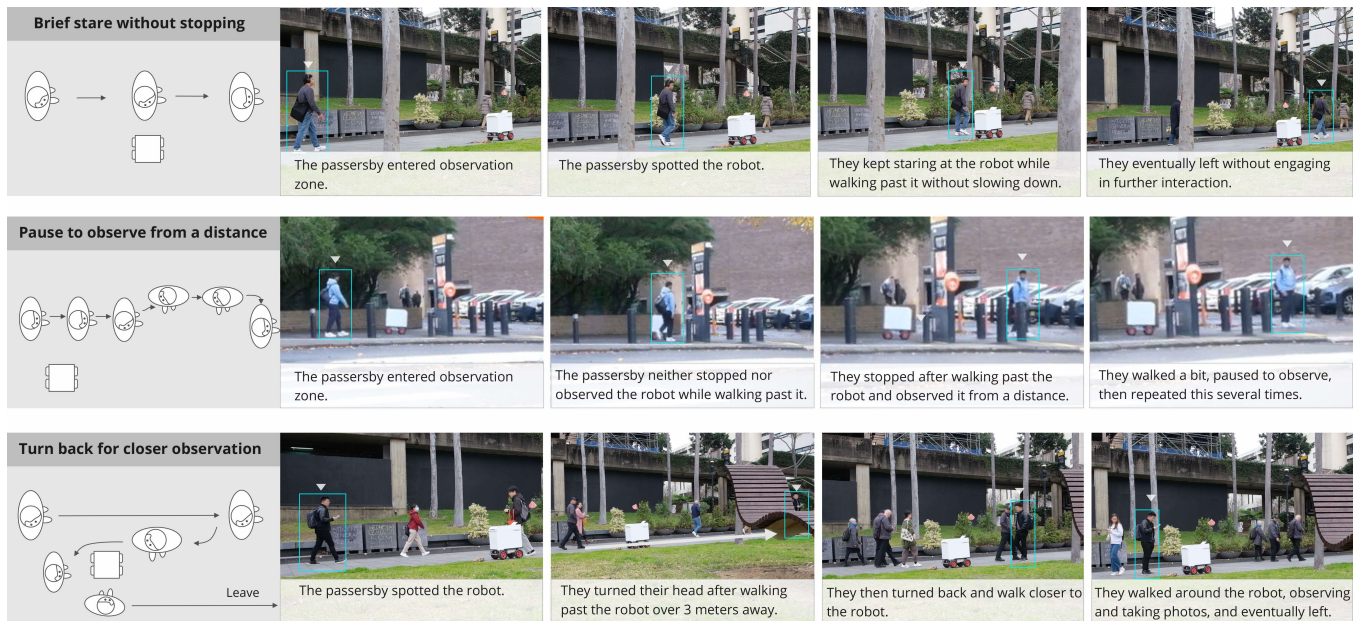 Brief stare without stopping
The passersby entered observation
zone.
The passersby spotted the robot.
They kept staring at the robot while
walking past it without slowing down.
They eventually left without engaging
in further interaction.
Pause to observe from a distance
The passersby entered observation
zone.
The passersby neither stopped nor
observed the robot while walking past it.
They stopped after walking past the
robot and observed it from a distance.
They walked a bit, paused to observe,
then repeated this several times.
Turn back for closer observation
Leave
The passersby spotted the robot.
They turned their head after walking
past the robot over 3 meters away.
They then turned back and walk closer to
the robot.
They walked around the robot, observing
and taking photos, and eventually left.